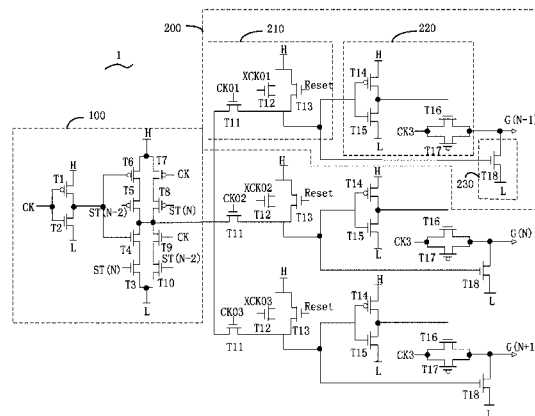 200
210
220
1
H
H
XCK01
Reset
T14
CK01
T12
T13
T16
T11
T15
CK3
G(N-1)
T17
L
100
H
T18
T1
T6
T7
CK
230
L
H
H
CK
T5
T8
XCK02
Reset
T14
ST(N-2)
ST(N)
CK02
T12
T13
T16
T2
T4
T9
CK
T11
T15
CK3
G(N)
L
ST(N)
ST(N-2)
T17
L
T3
T10
T18
L
H
H
L
XCK03
Reset
T14
CK03
T12
T13
T16
T11
T15
CK3
G(N+1)
T17
L
T18
L